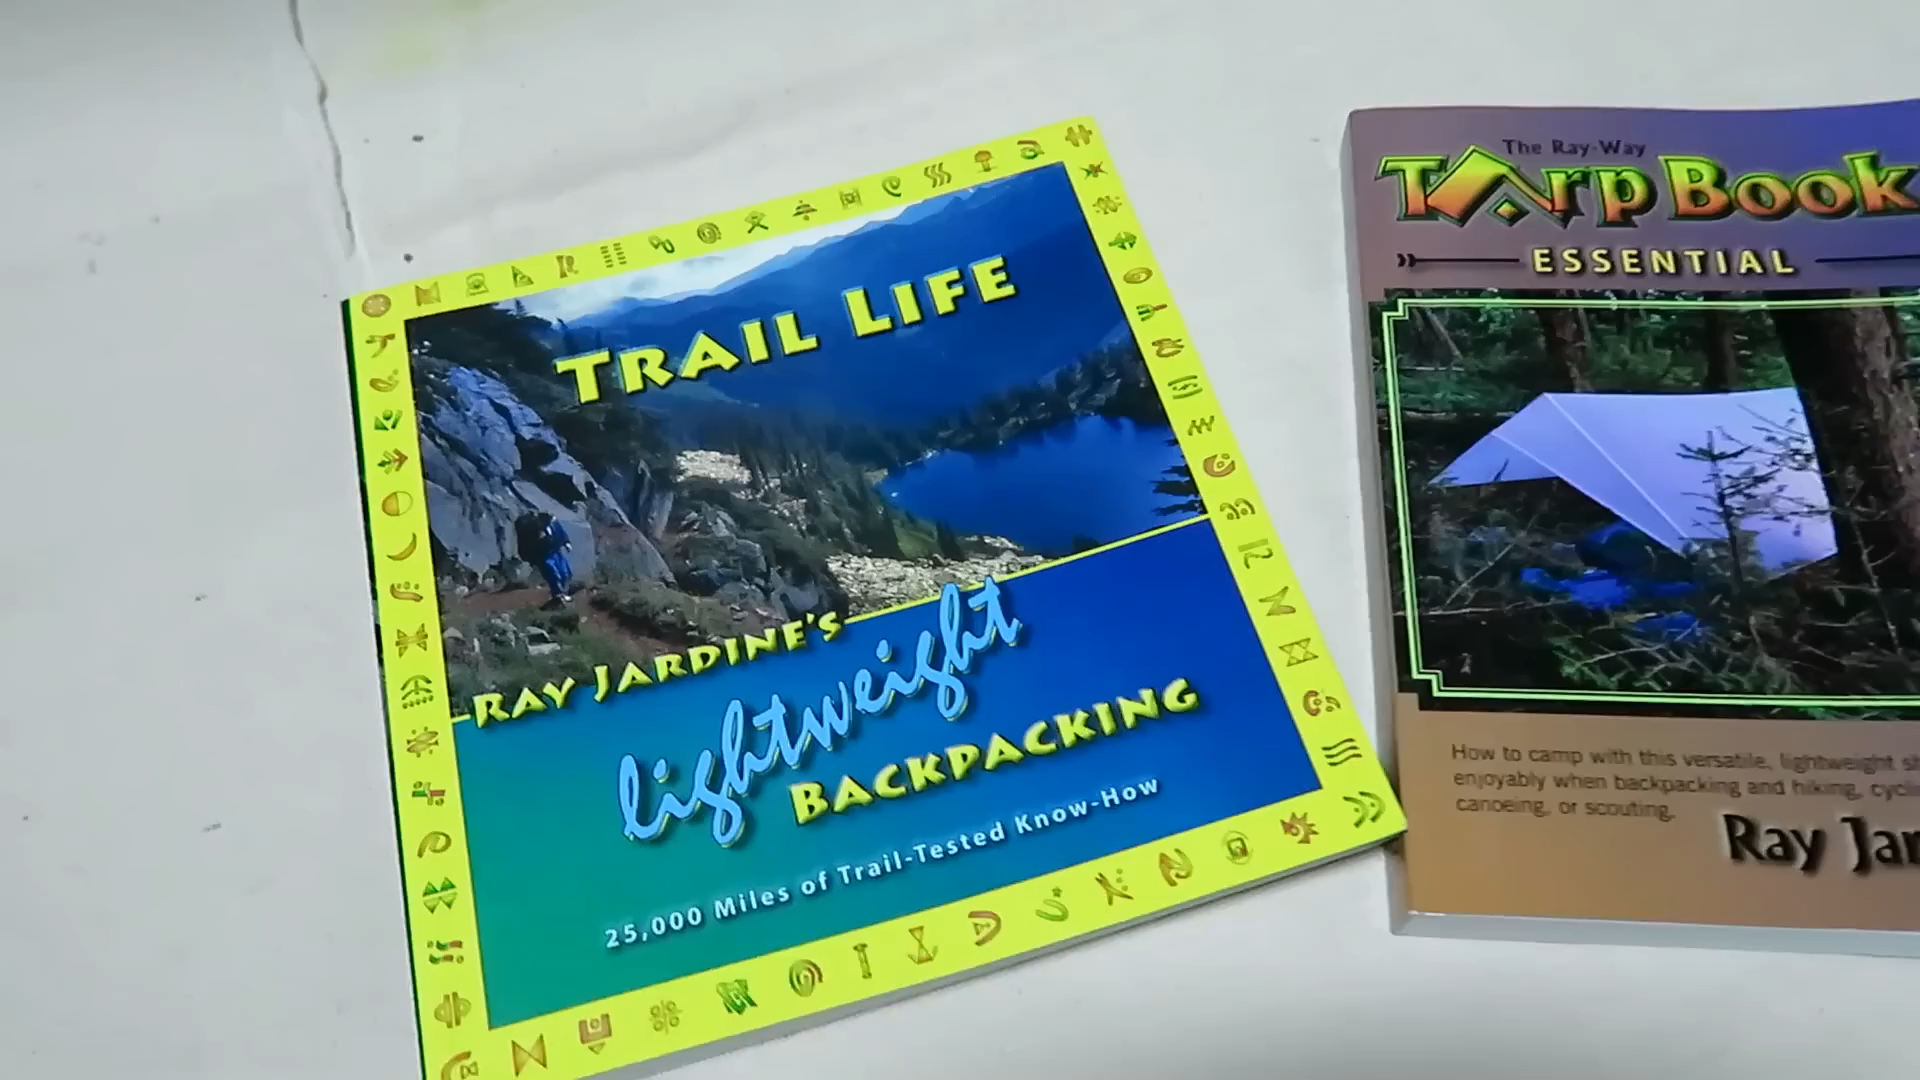 TRAIL LIFE
RAY JARDINE'S
lightweight
BACKPACKING
25,000 Miles of Trail-Tested Know-How
The Ray-Way
Tarp Book
ESSENTIAL
How to camp with this versatile, lightweight
enjoyably when backpacking and hiking,
canoeing, or scouting.
Ray